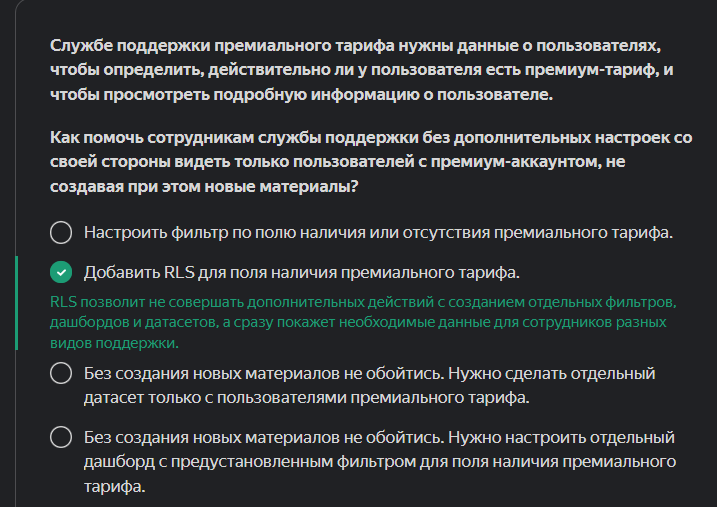 Службе поддержки премиального тарифа нужны данные о пользователях,
чтобы определить, действительно ли у пользователя есть премиум-тариф, и
чтобы просмотреть подробную информацию о пользователе.
Как помочь сотрудникам службы поддержки без дополнительных настроек со
своей стороны видеть только пользователей с премиум-аккаунтом, не
создавая при этом новые материалы?
Настроить фильтр по полю наличия или отсутствия премиального тарифа.
Добавить RLS для поля наличия премиального тарифа.
RLS позволит не совершать дополнительных действий с созданием отдельных фильтров,
дашбордов и датасетов, а сразу покажет необходимые данные для сотрудников разных
видов поддержки.
Без создания новых материалов не обойтись. Нужно сделать отдельный
датасет только с пользователями премиального тарифа.
Без создания новых материалов не обойтись. Нужно настроить отдельный
дашборд с предустановленным фильтром для поля наличия премиального
тарифа.